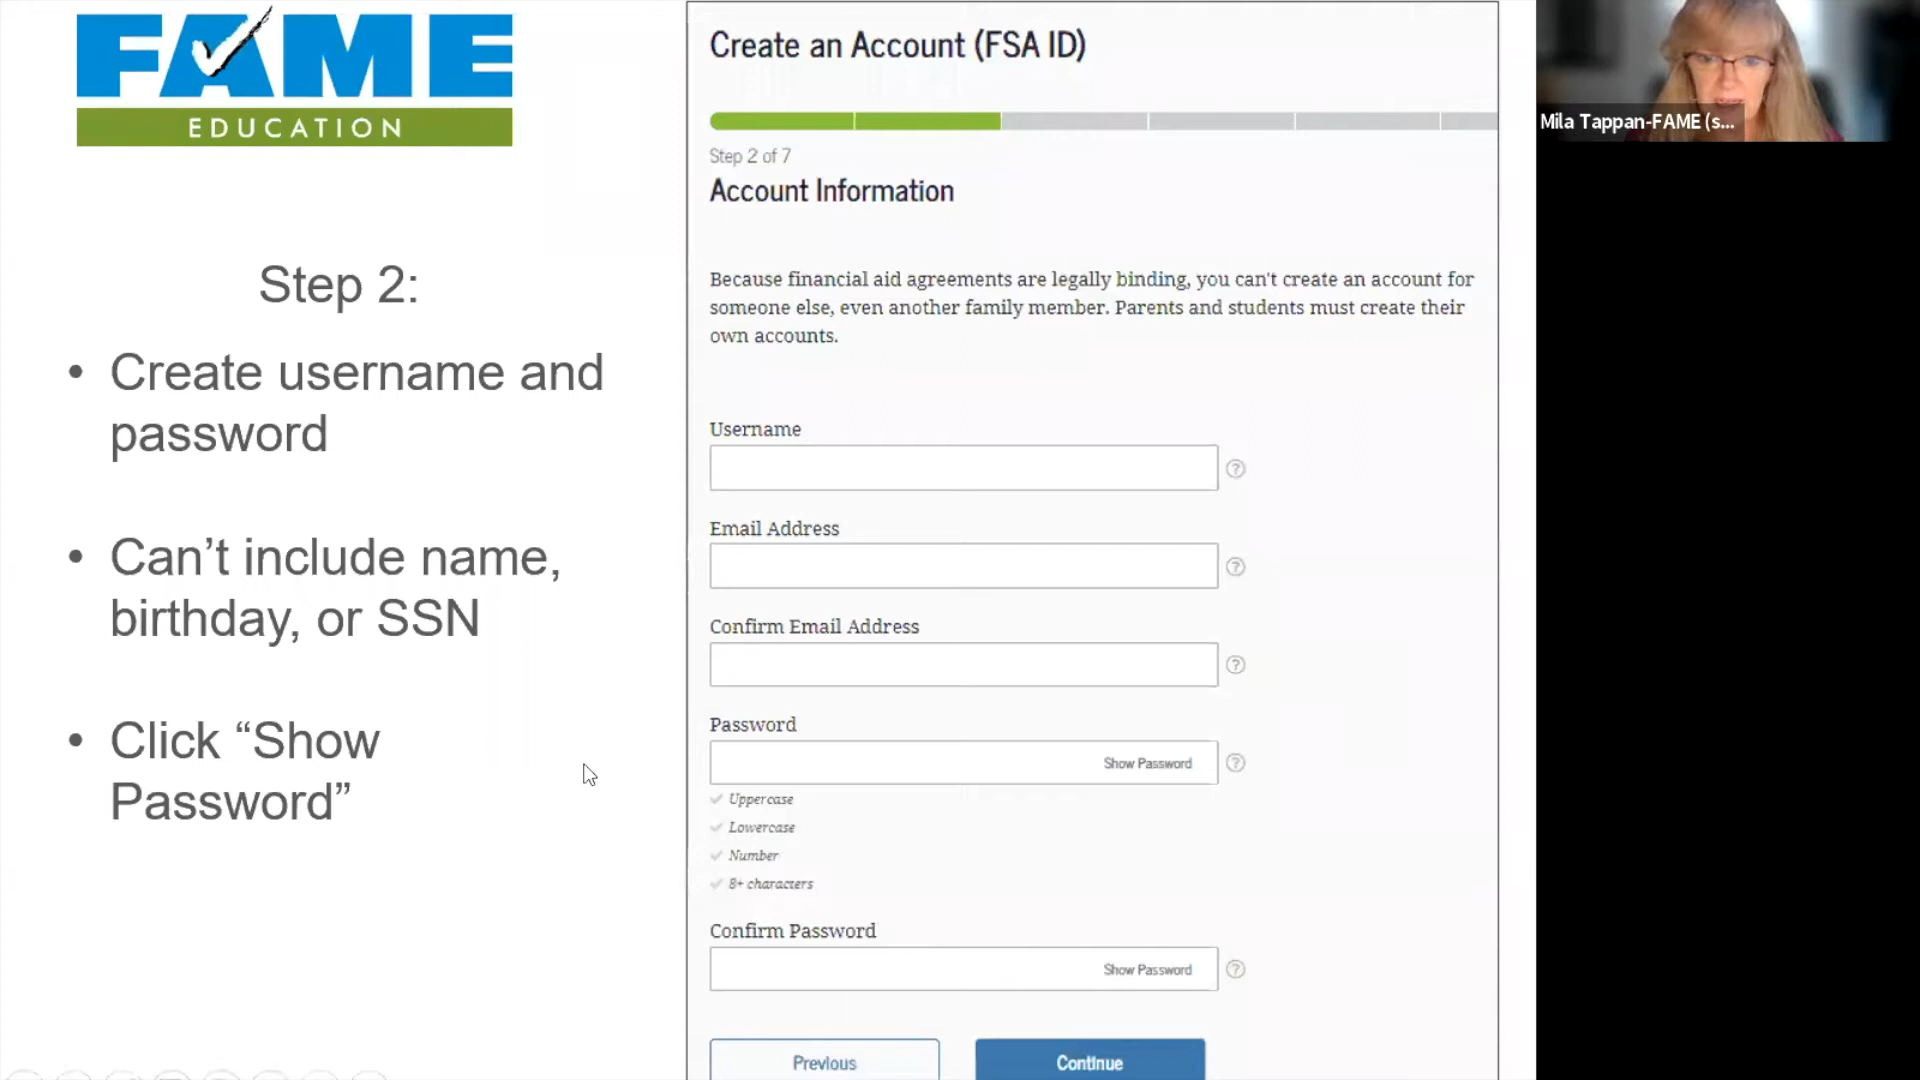 FAME
EDUCATION
Step 2:
• Create username and
password
• Can’t include name,
birthday, or SSN
• Click “Show
Password”
Create an Account (FSA ID)
Step 2 of 7
Account Information
Because financial aid agreements are legally binding, you can't create an account for
someone else, even another family member. Parents and students must create their
own accounts.
Username
Email Address
Confirm Email Address
Password
Show Password
Uppercase
Lowercase
Number
8+ characters
Confirm Password
Show Password
Previous
Continue
Mila Tappan-FAME (s...